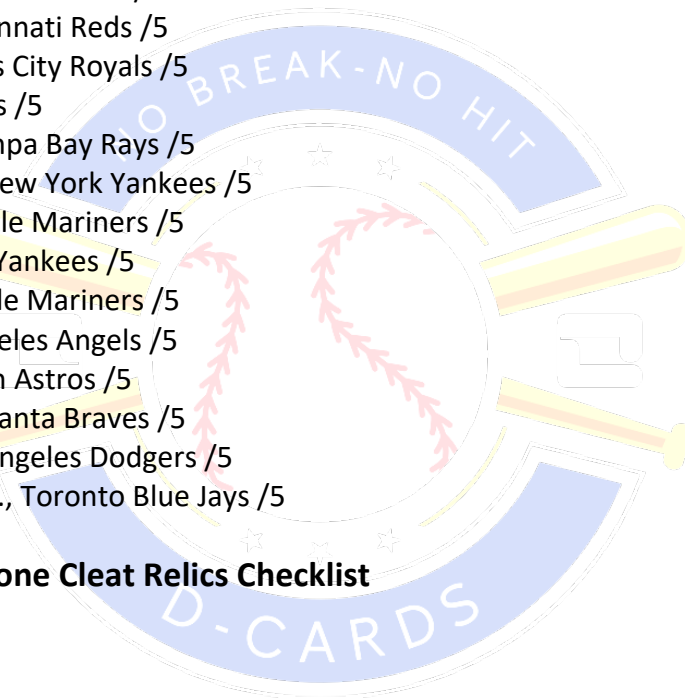 nnati Reds /5
s City Royals /5
s /5
npa Bay Rays /5
ew York Yankees /5
le Mariners /5
Yankees /5
le Mariners /5
eles Angels /5
n Astros /5
anta Braves /5
ngeles Dodgers /5
., Toronto Blue Jays /5
one Cleat Relics Checklist
NO BREAK-NO HIT
D-CARDS